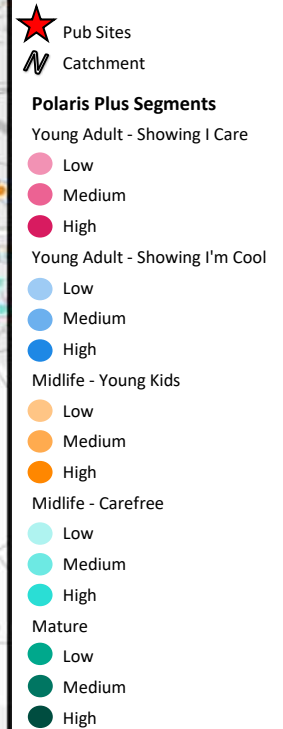 Pub Sites
Catchment
Polaris Plus Segments
Young Adult - Showing I Care
Low
Medium
High
Young Adult - Showing I'm Cool
Low
Medium
High
Midlife - Young Kids
Low
Medium
High
Midlife - Carefree
Low
Medium
High
Mature
Low
Medium
High